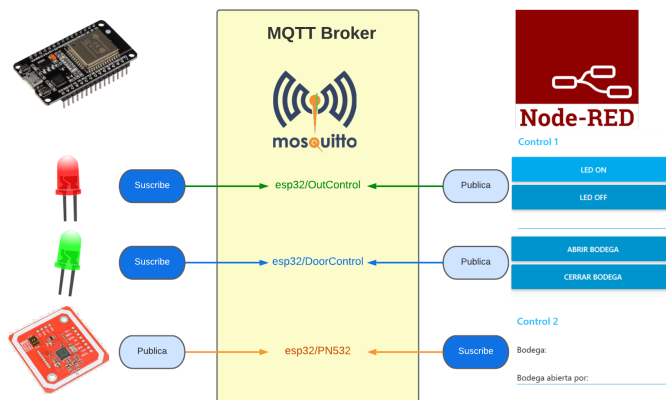 MQTT Broker
mosquitto
Node-RED
Control 1
Suscribe
esp32/OutControl
Publica
LED ON
LED OFF
Suscribe
esp32/DoorControl
Publica
ABRIR BODEGA
CERRAR BODEGA
Control 2
Publica
esp32/PN532
Suscribe
Bodega:
Bodega abierta por: